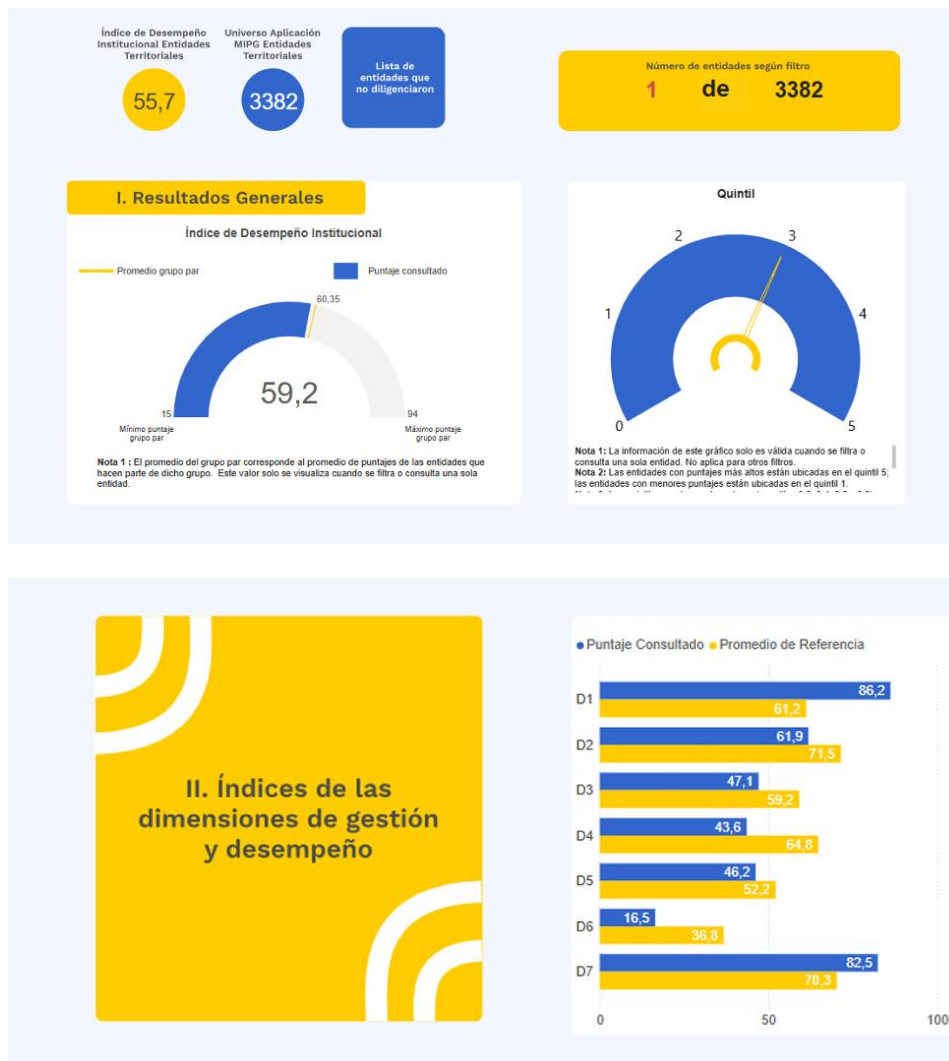 Índice de Desempeño
Institucional Entidades
Territoriales
55,7
Universo Aplicación
MIPG Entidades
Territoriales
3382
Lista de
entidades que
no diligenciaron
Número de entidades según filtro
1 de 3382
I. Resultados Generales
Índice de Desempeño Institucional
Promedio grupo par
Puntaje consultado
60,35
59,2
15
Mínimo puntaje
grupo par
94
Máximo puntaje
grupo par
Nota 1 : El promedio del grupo par corresponde al promedio de puntajes de las entidades que
hacen parte de dicho grupo. Este valor solo se visualiza cuando se filtra o consulta una sola
entidad.
Quintil
0
1
2
3
4
5
Nota 1: La información de este gráfico solo es válida cuando se filtra o
consulta una sola entidad. No aplica para otros filtros.
Nota 2: Las entidades con puntajes más altos están ubicadas en el quintil 5;
las entidades con menores puntajes están ubicadas en el quintil 1.
II. Índices de las
dimensiones de gestión
y desempeño
Puntaje Consultado Promedio de Referencia
D1 86,2
61,2
D2 61,9
71,5
D3 47,1
59,2
D4 43,6
64,8
D5 46,2
52,2
D6 16,5
36,8
D7 82,5
70,3
0 50 100